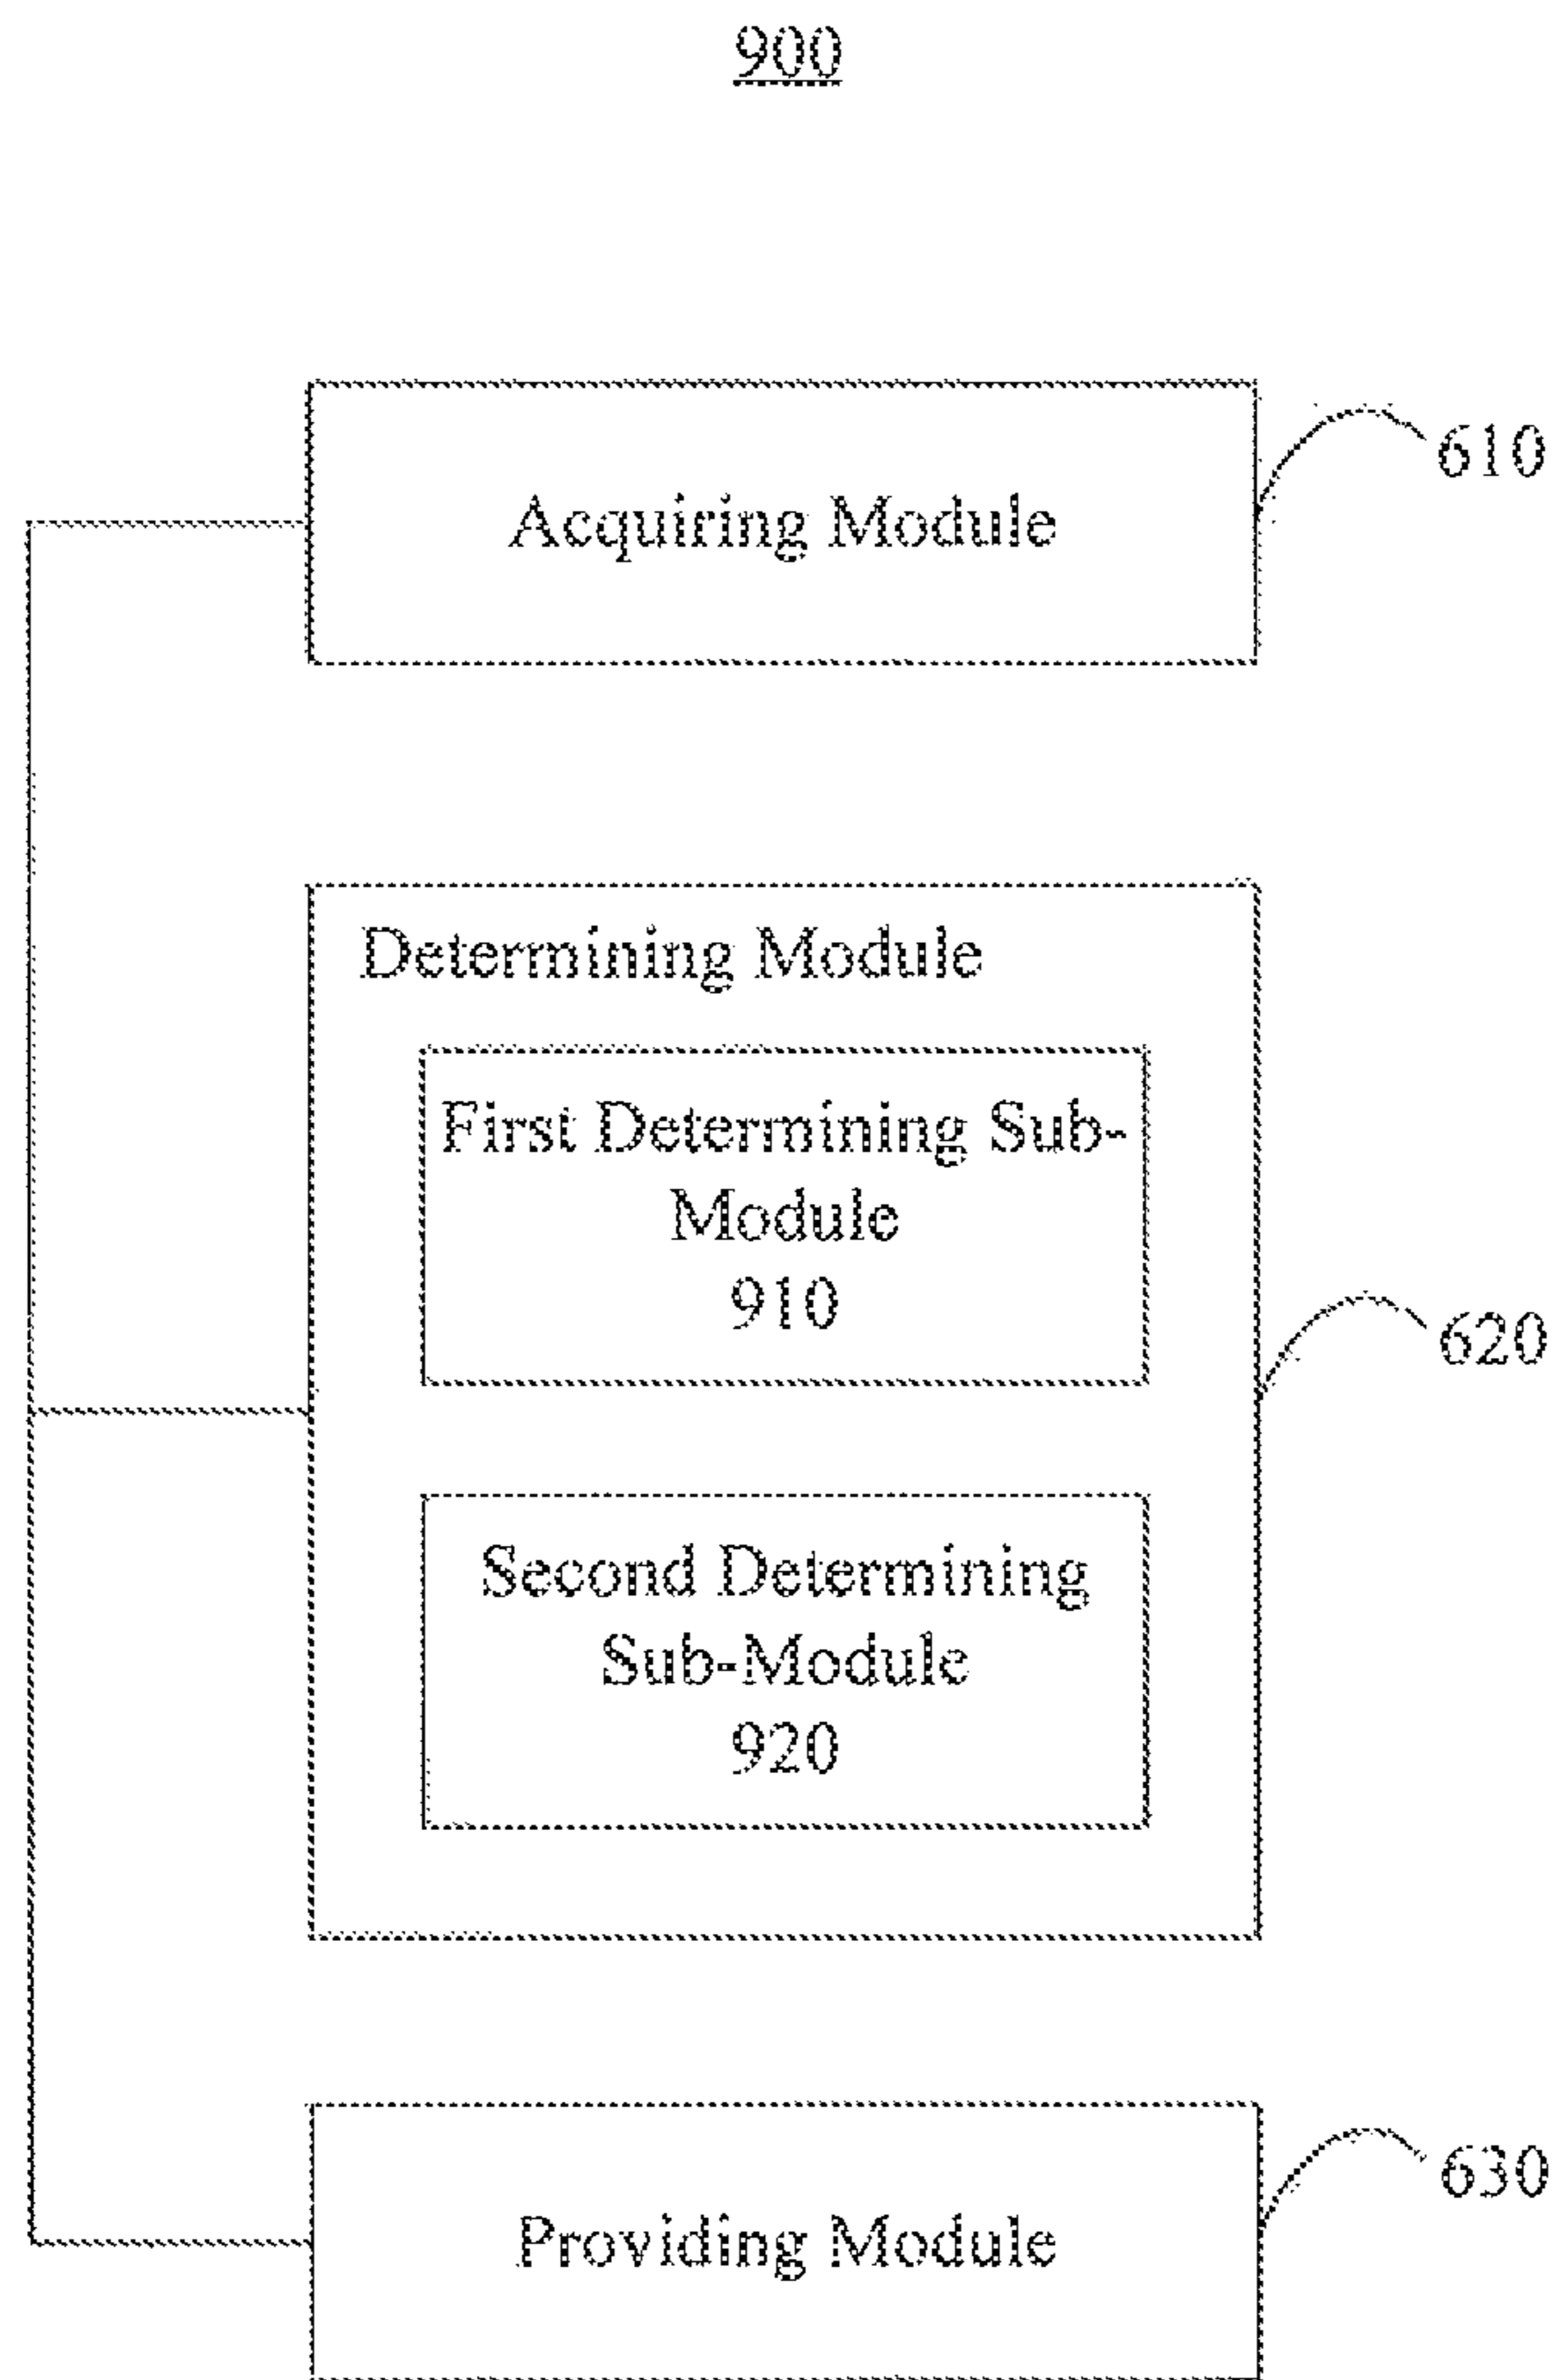 900
610
Acquiring Module
Determining Module
First Determining Sub-
Module
910
620
Second Determining
Sub-Module
920
630
Providing Module